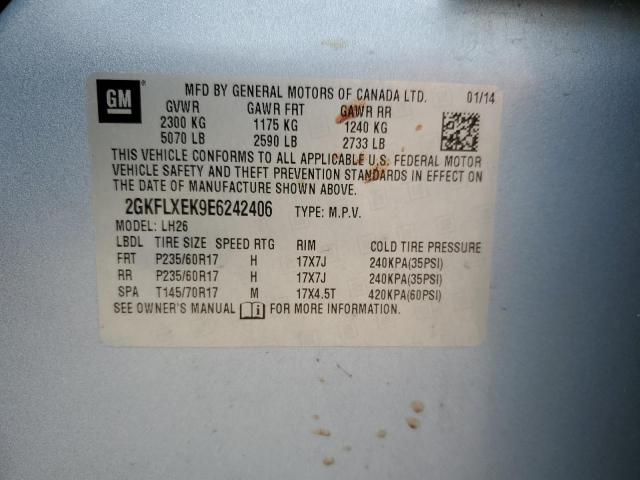 GM ®
MFD BY GENERAL MOTORS OF CANADA LTD. 01/14
GVWR GAWR FRT GAWR RR
2300 KG 1175 KG 1240 KG
5070 LB 2590 LB 2733 LB
THIS VEHICLE CONFORMS TO ALL APPLICABLE U.S. FEDERAL MOTOR
VEHICLE SAFETY AND THEFT PREVENTION STANDARDS IN EFFECT ON
THE DATE OF MANUFACTURE SHOWN ABOVE.
2GKFLXEK9E6242406 TYPE: M.P.V.
MODEL: LH26
LBDL TIRE SIZE SPEED RTG RIM COLD TIRE PRESSURE
FRT P235/60R17 H 17X7J 240KPA(35PSI)
RR P235/60R17 H 17X7J 240KPA(35PSI)
SPA T145/70R17 M 17X4.5T 420KPA(60PSI)
SEE OWNER'S MANUAL FOR MORE INFORMATION.